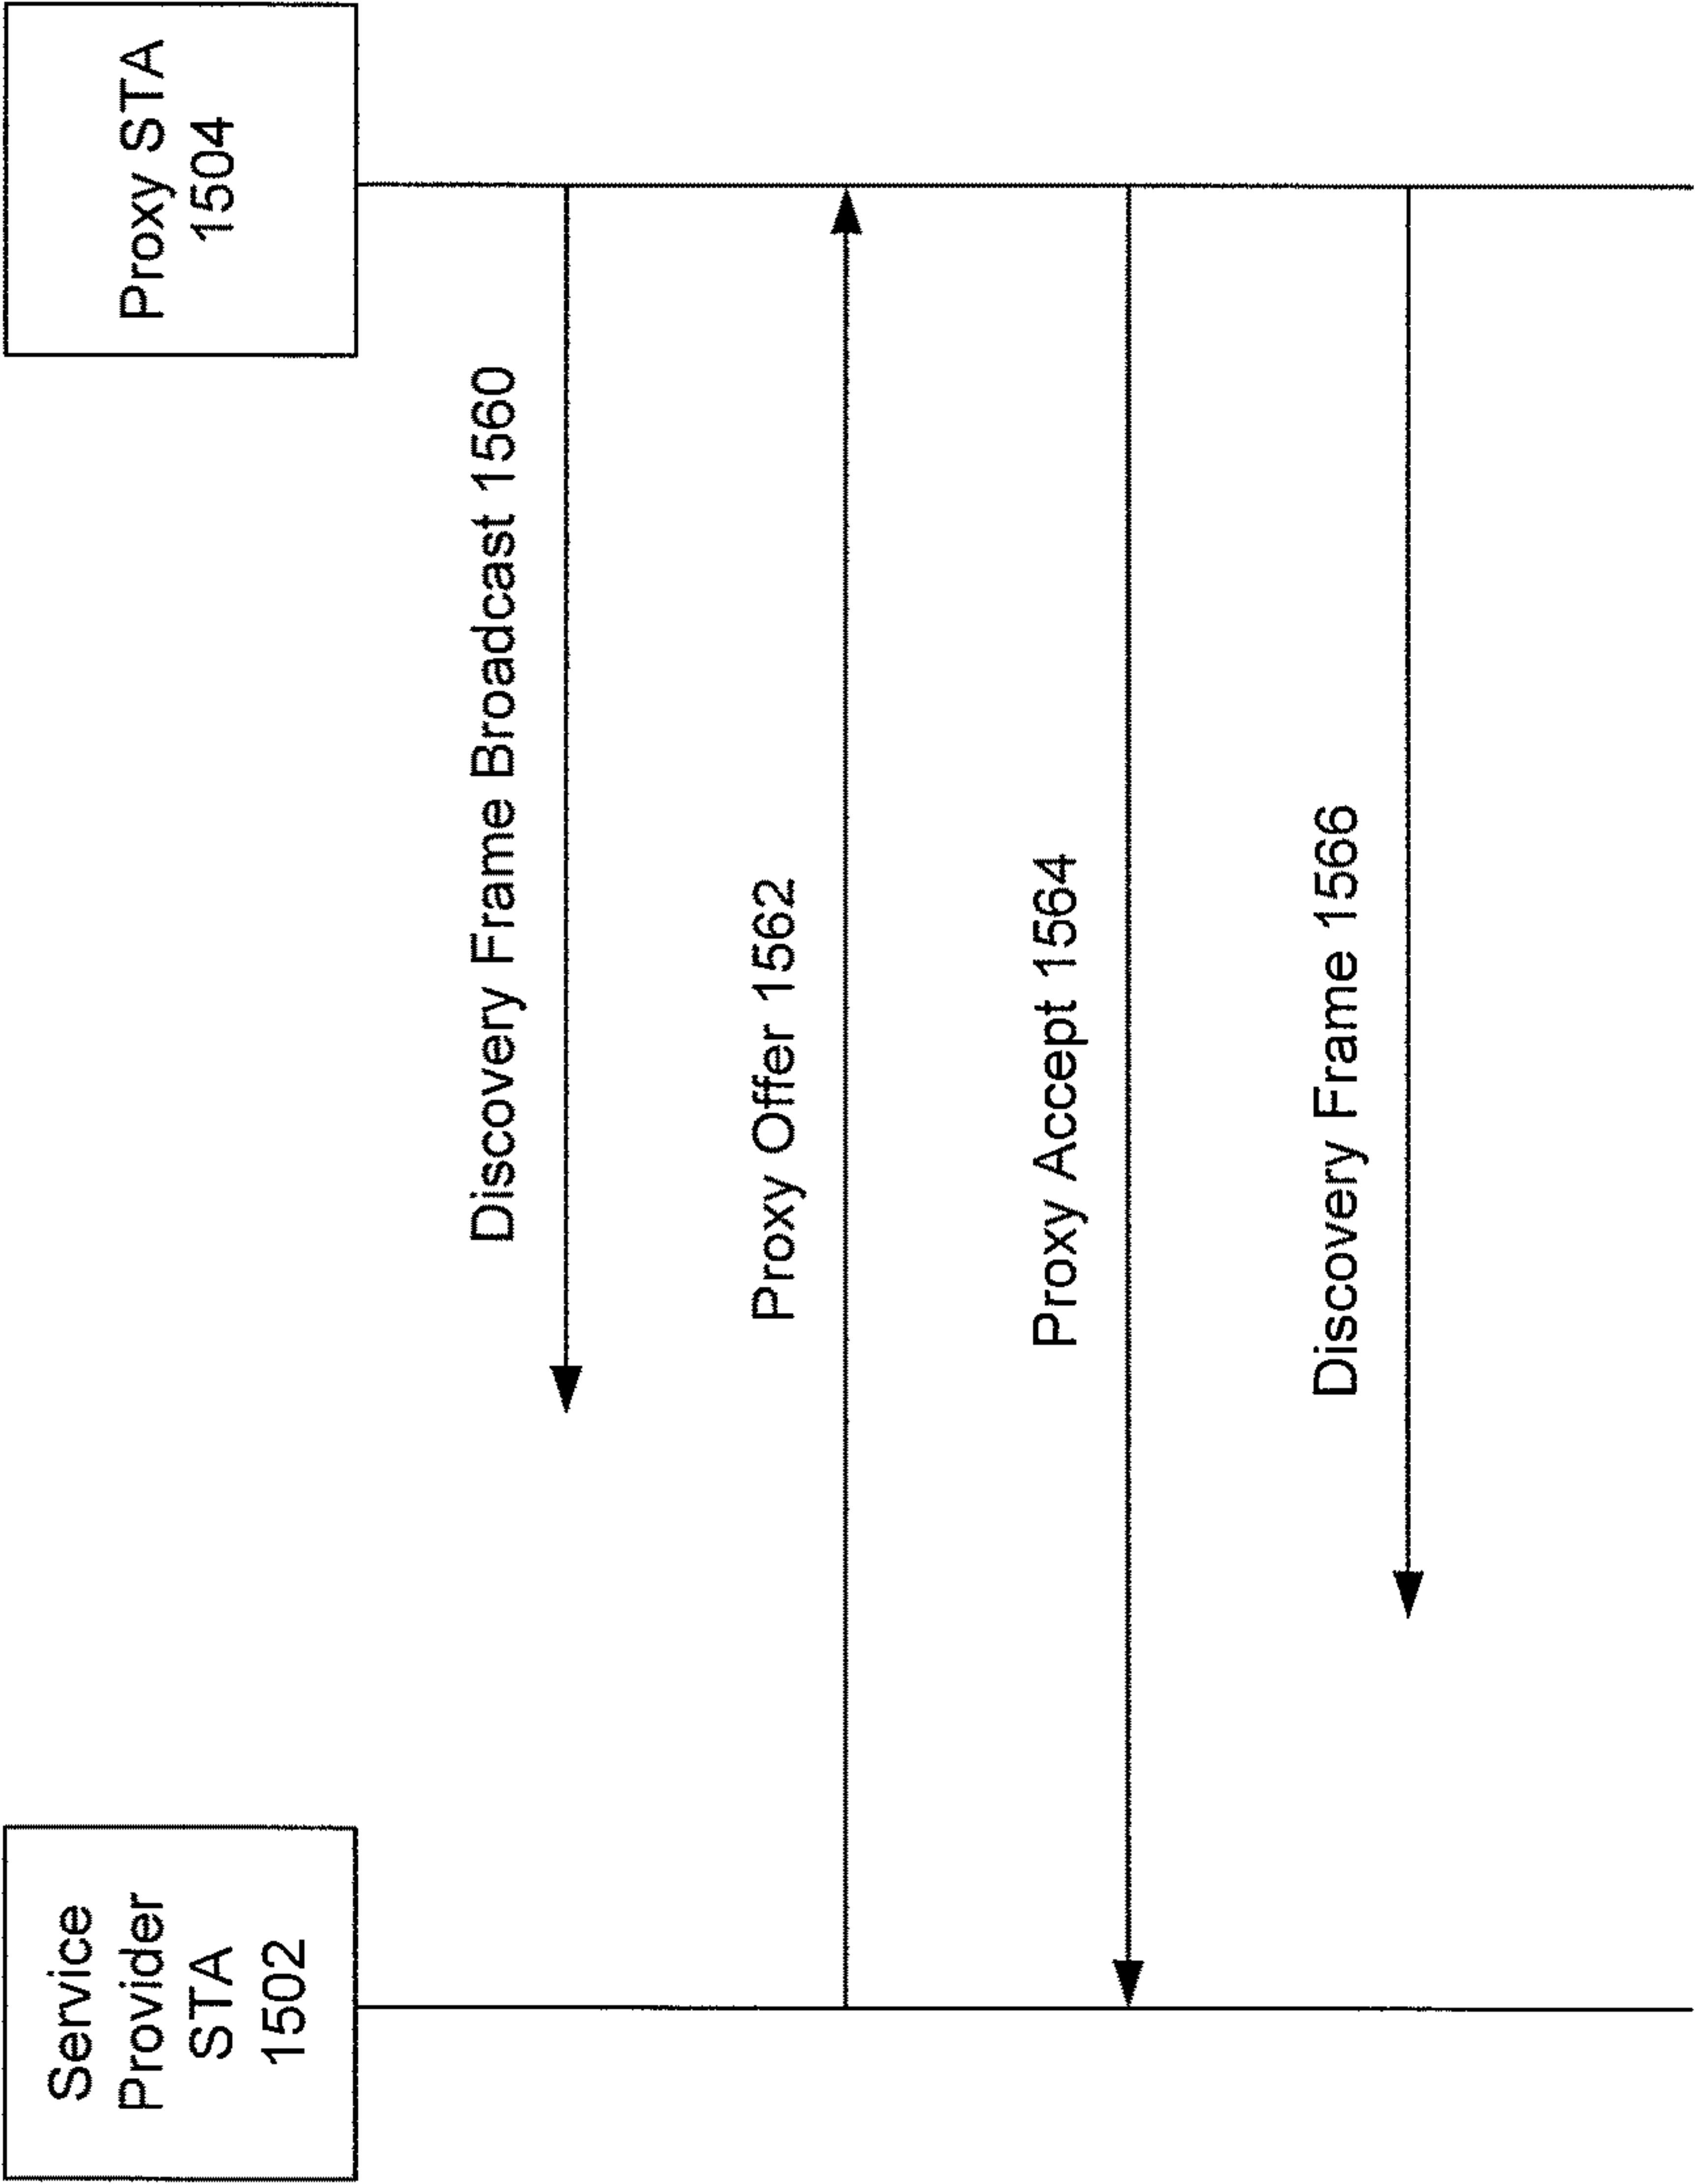 Service
Provider
STA
1502
Proxy STA
1504
Discovery Frame Broadcast 1560
Proxy Offer 1562
Proxy Accept 1564
Discovery Frame 1566